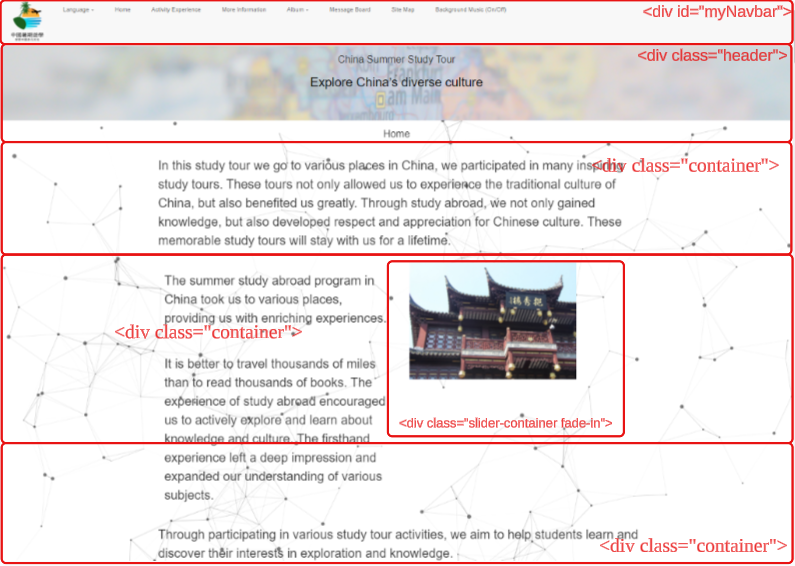 Language Home Activity Experience More Information Album Message Board Site Map Background Music (On/Off)
<div id="myNavbar">
<div class="header">
China Summer Study Tour
Explore China's diverse culture
Home
In this study tour we go to various places in China, we participated in many inspiring
<div class="container">
study tours. These tours not only allowed us to experience the traditional culture of
China, but also benefited us greatly. Through study abroad, we not only gained
knowledge, but also developed respect and appreciation for Chinese culture. These
memorable study tours will stay with us for a lifetime.
The summer study abroad program in
China took us to various places,
providing us with enriching experiences.
<div class="container">
It is better to travel thousands of miles
than to read thousands of books. The
experience of study abroad encouraged
us to actively explore and learn about
knowledge and culture. The firsthand
experience left a deep impression and
expanded our understanding of various
subjects.
<div class="slider-container fade-in">
Through participating in various study tour activities, we aim to help students learn and
discover their interests in exploration and knowledge.
<div class="container">